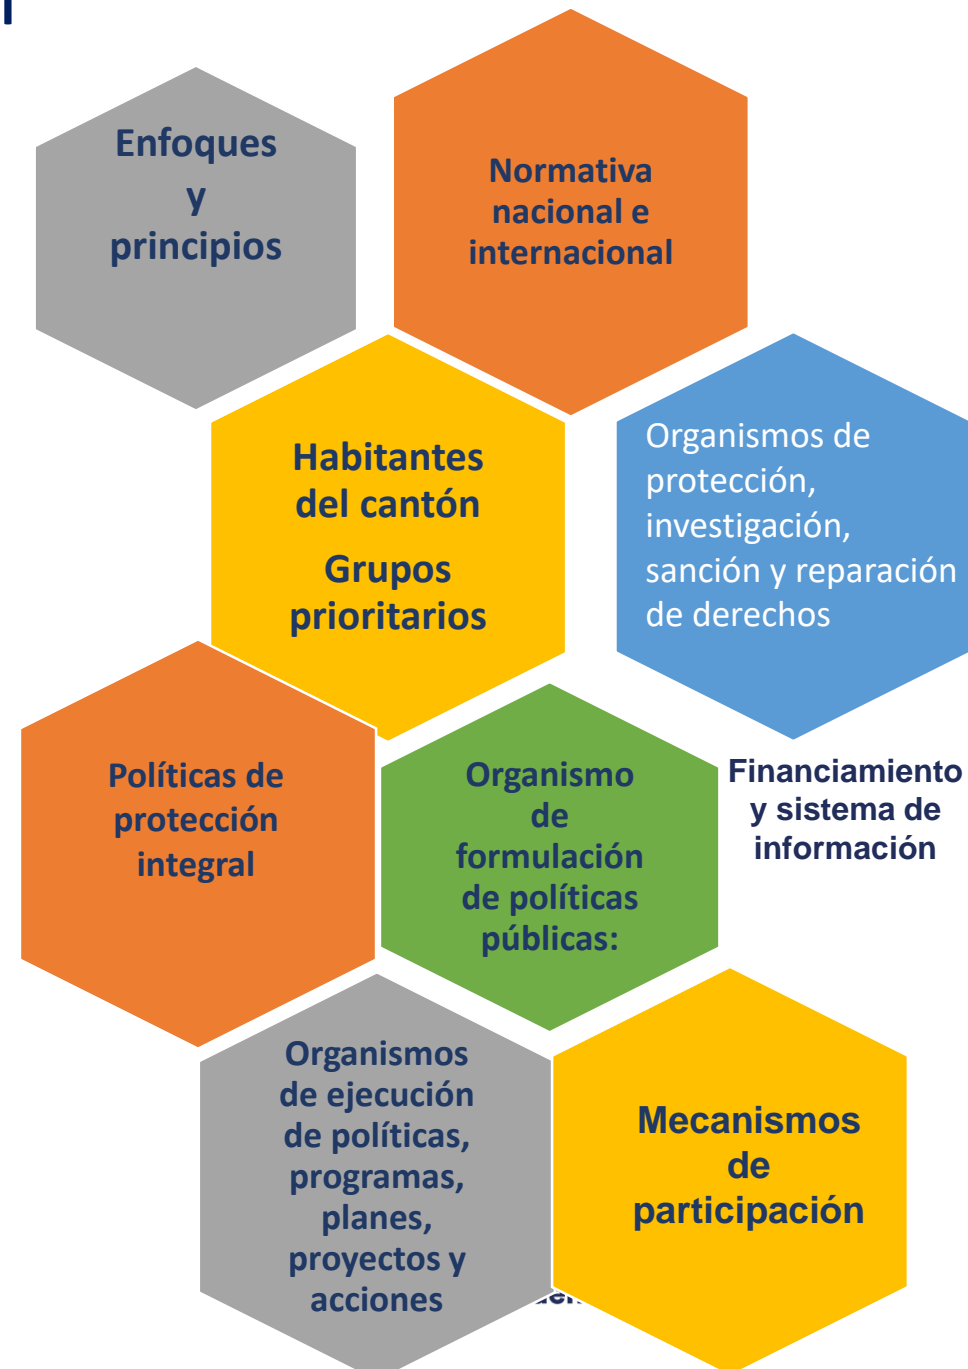 Enfoques
y
principios
Normativa
nacional e
internacional
Habitantes
del cantón
Grupos
prioritarios
Organismos de
protección,
investigación,
sanción y reparación
de derechos
Políticas de
protección
integral
Organismo
de
formulación
de políticas
públicas:
Financiamiento
y sistema de
información
Organismos
de ejecución
de políticas,
programas,
planes,
proyectos y
acciones
Mecanismos
de
participación